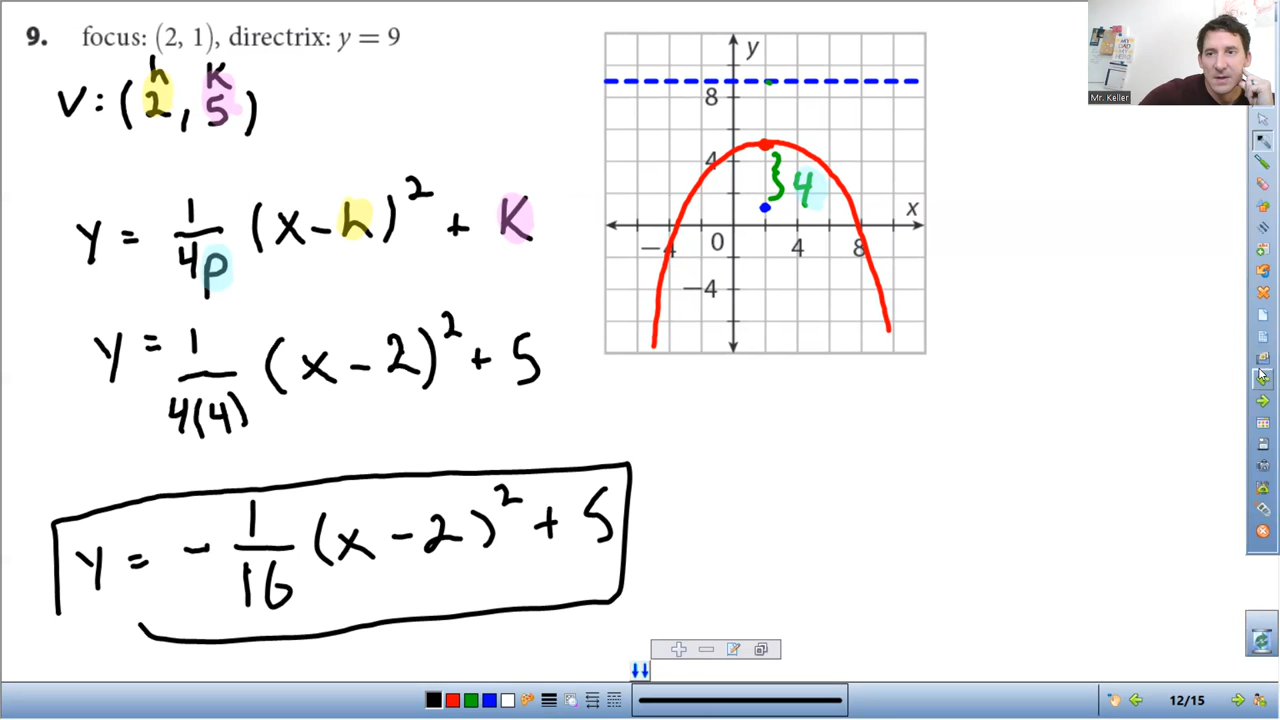 9. focus: (2, 1), directrix: y = 9
h K
V: (2, 5)
y = 1/4p (x-h)² + K
y = 1/4(4) (x-2)² + 5
y = - 1/16 (x-2)² + 5
y
8
4
4
x
-4 0 4 8
-4
Mr. Keller
12/15